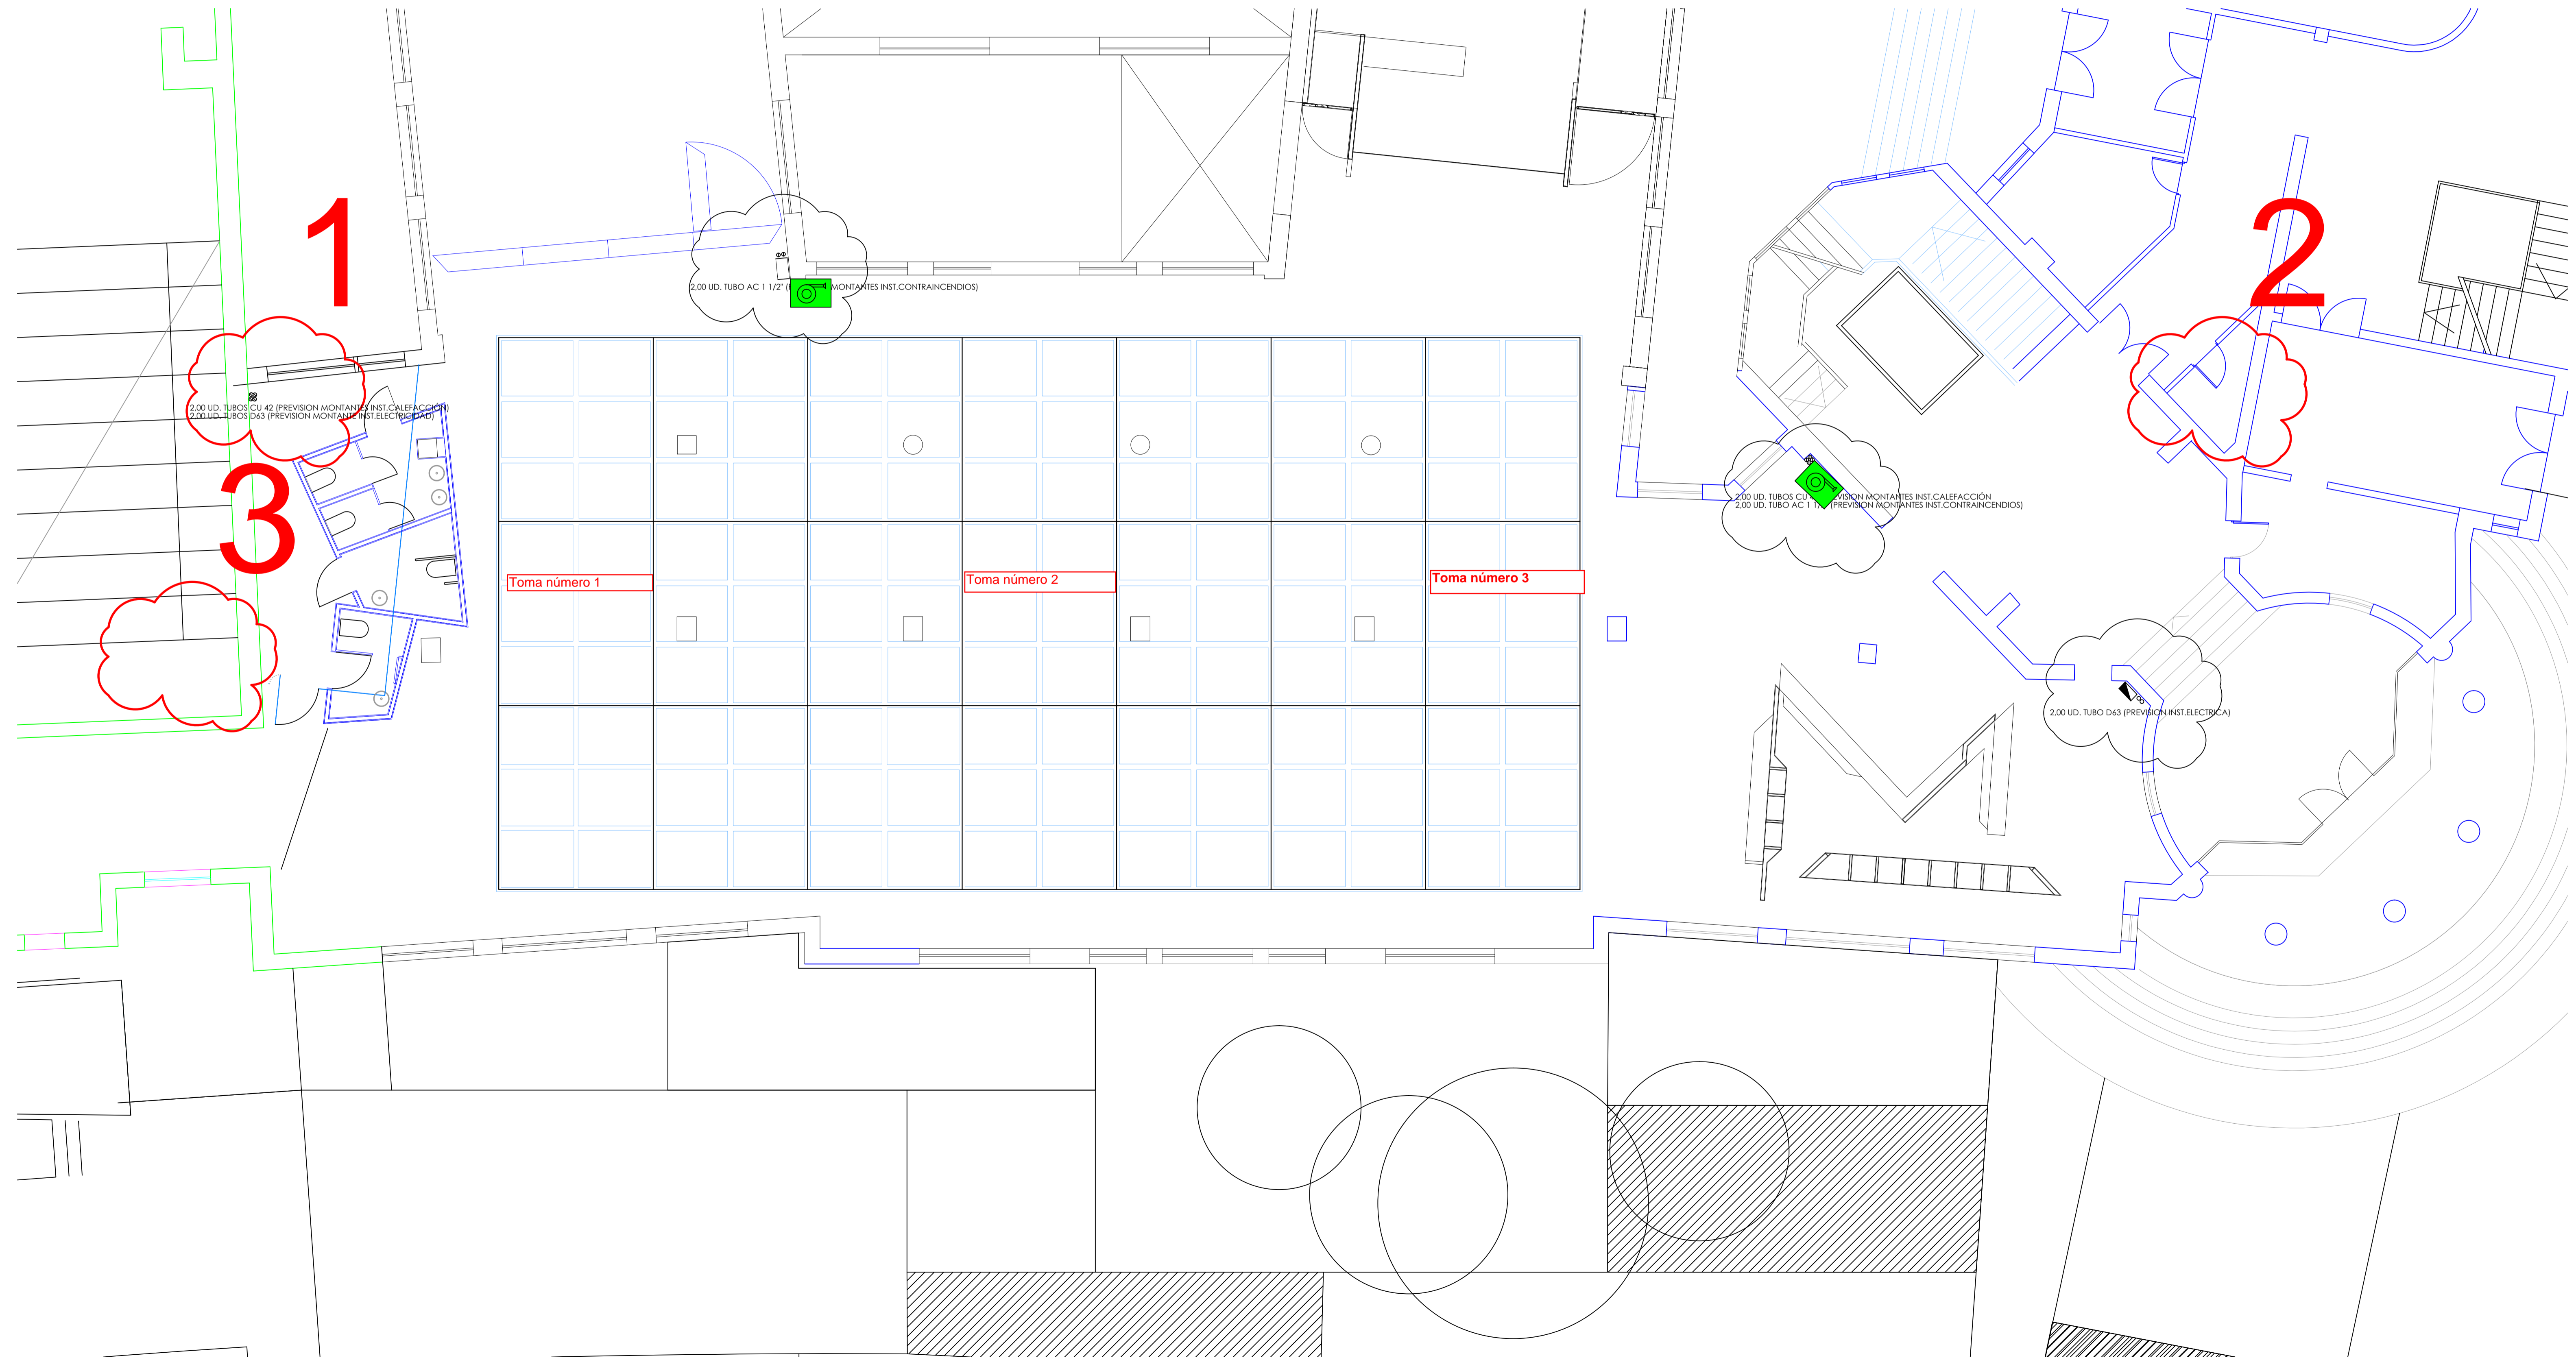 1
2
2,00 UD. TUBO AC 1 1/2" ( MONTANTES INST.CONTRAINCENDIOS)
2,00 UD. TUBOS CU 42 (PREVISION MONTANTES INST.CALEFACCIÓN)
2,00 UD. TUBOS D63 (PREVISION MONTANTE INST.ELECTRICIDAD)
3
2,00 UD. TUBOS CU MONTANTES INST.CALEFACCIÓN
2,00 UD. TUBO AC 1 (PREVISION MONTANTES INST.CONTRAINCENDIOS)
Toma número 1
Toma número 2
Toma número 3
2,00 UD. TUBO D63 (PREVISION INST.ELECTRICA)